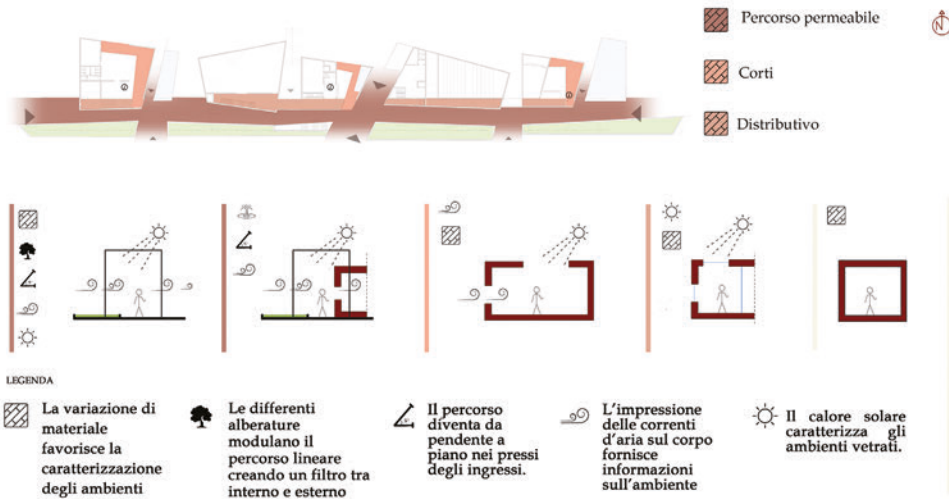 Percorso permeabile
N
Corti
Distributivo
LEGENDA
La variazione di
materiale
favorisce la
caratterizzazione
degli ambienti
Le differenti
alberature
modulano il
percorso lineare
creando un filtro tra
interno e esterno
Il percorso
diventa da
pendente a
piano nei pressi
degli ingressi.
L'impressione
delle correnti
d'aria sul corpo
fornisce
informazioni
sull'ambiente
Il calore solare
caratterizza gli
ambienti vetrati.